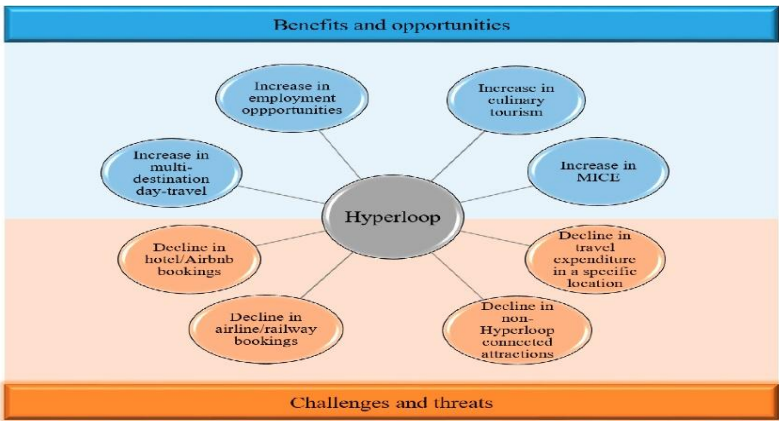 Benefits and opportunities
Increase in
employment
oppportunities
Increase in
culinary
tourism
Increase in
multi-
destination
day-travel
Increase in
MICE
Hyperloop
Decline in
hotel/Airbnb
bookings
Decline in
travel
expenditure
in a specific
location
Decline in
airline/railway
bookings
Decline in
non-
Hyperloop
connected
attractions
Challenges and threats